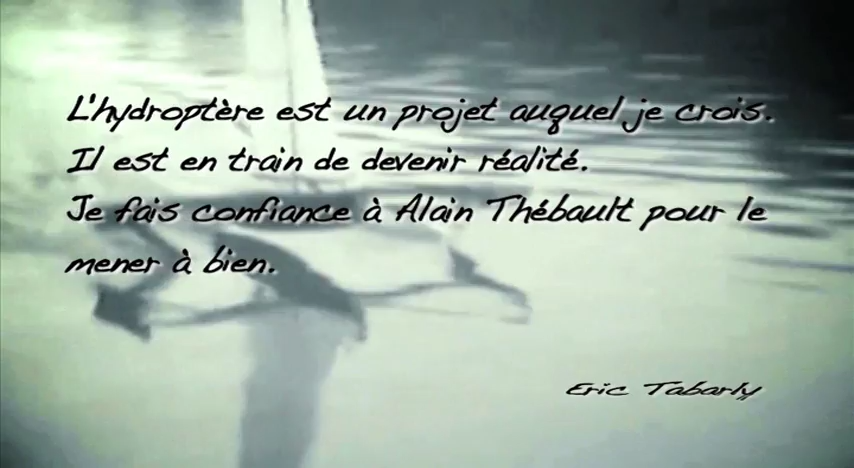 L'hydroptère est un projet auquel je crois.
Il est en train de devenir réalité.
Je fais confiance à Alain Thébault pour le
mener à bien.
Eric Tabarly